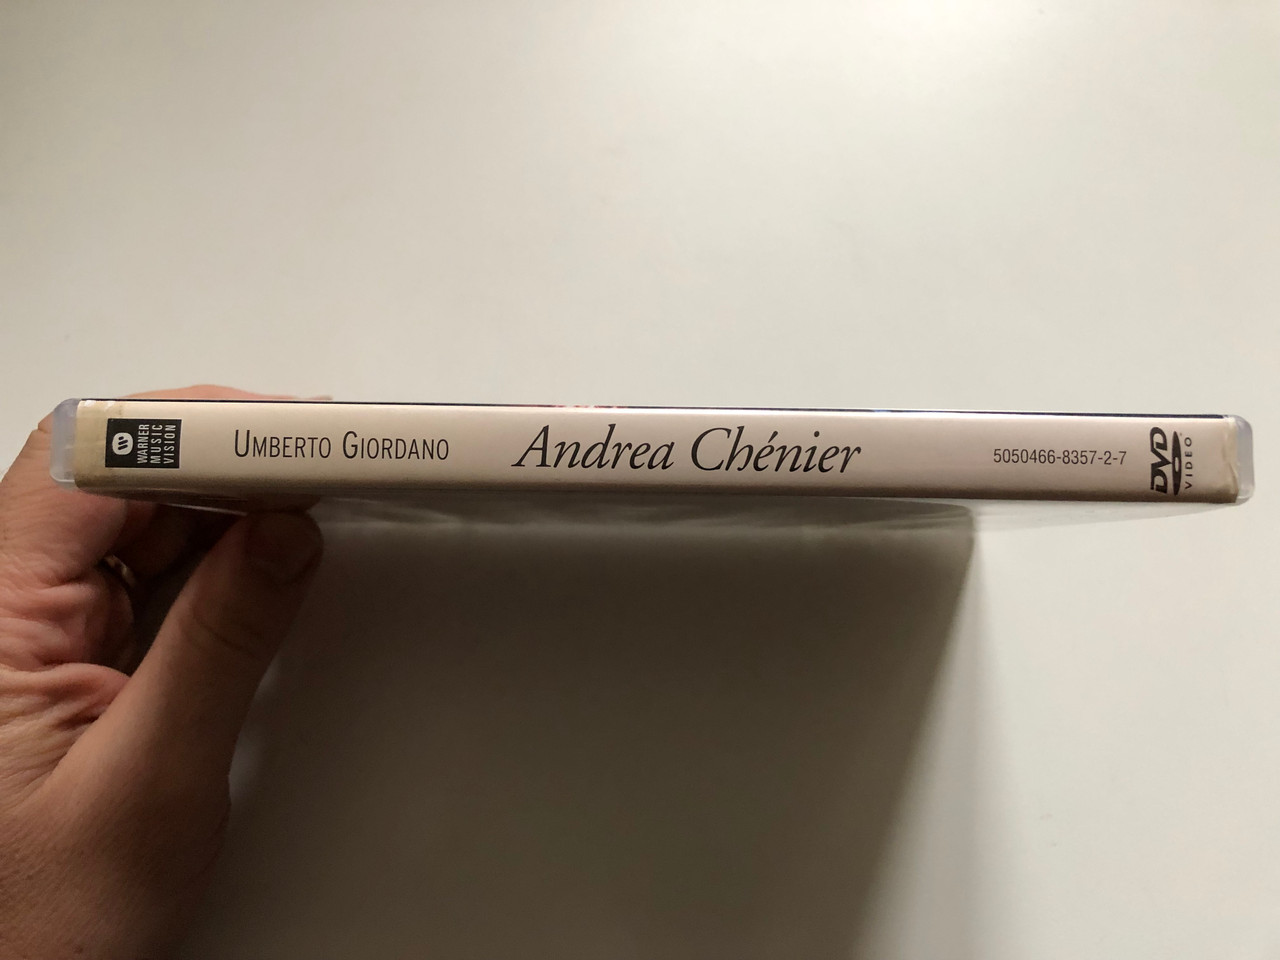 WARNER
MUSIC
VISION
UMBERTO GIORDANO
Andrea Chénier
5050466-8357-2-7
DVD
VIDEO